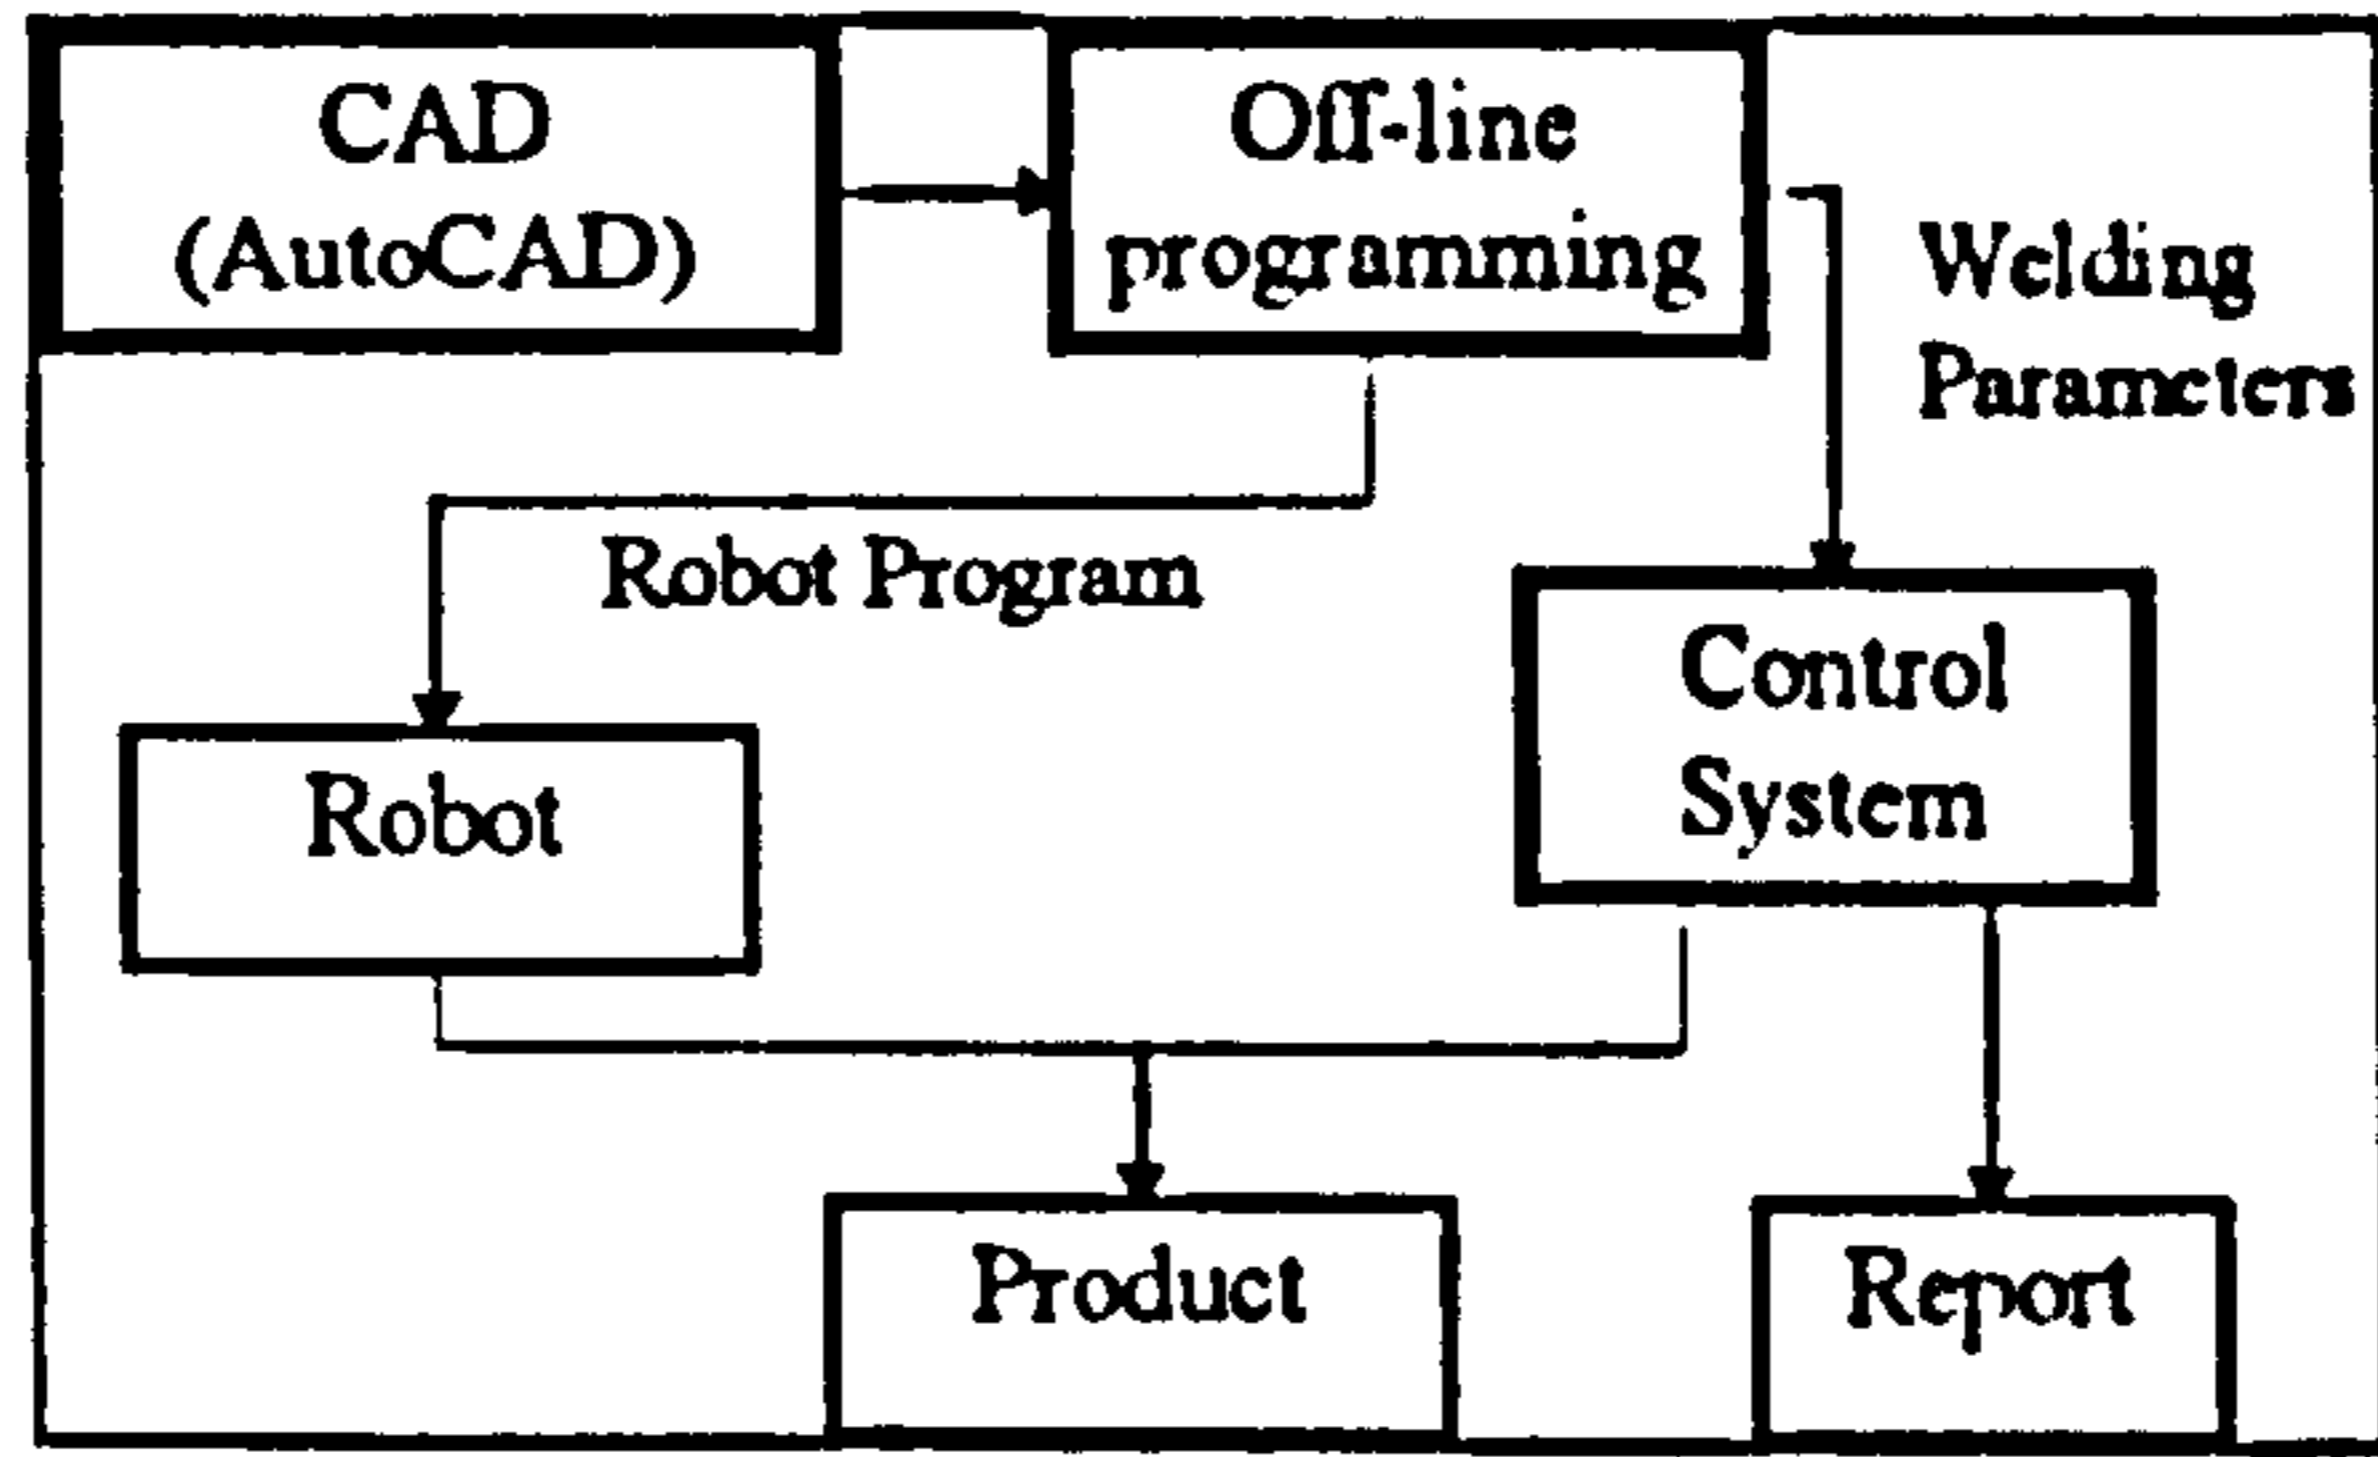 CAD
(AutoCAD)
Off-line
programming
Welding
Parameters
Robot Program
Control
System
Robot
Product
Report